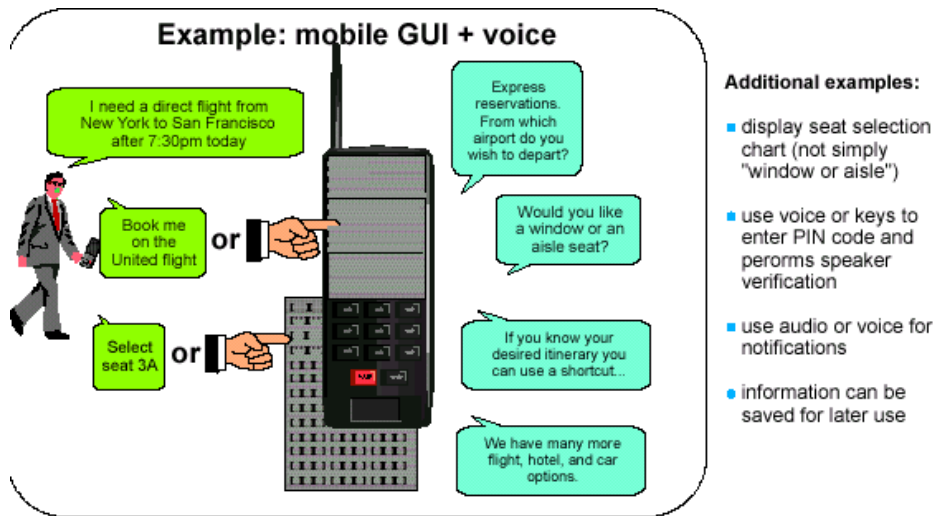 Example: mobile GUI + voice
I need a direct flight from
New York to San Francisco
after 7:30pm today
Book me
on the
United flight
or
Select
seat 3A
or
Express
reservations.
From which
airport do you
wish to depart?
Would you like
a window or an
aisle seat?
If you know your
desired itinerary you
can use a shortcut...
We have many more
flight, hotel, and car
options.
Additional examples:
display seat selection
chart (not simply
"window or aisle")
use voice or keys to
enter PIN code and
perorms speaker
verification
use audio or voice for
notifications
information can be
saved for later use